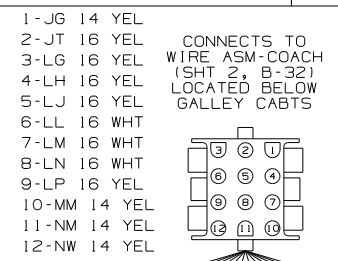 1-JG 14 YEL
2-JT 16 YEL
3-LG 16 YEL
4-LH 16 YEL
5-LJ 16 YEL
6-LL 16 WHT
7-LM 16 WHT
8-LN 16 WHT
9-LP 16 YEL
10-MM 14 YEL
11-NM 14 YEL
12-NW 14 YEL
CONNECTS TO
WIRE ASM-COACH
(SHT 2, B-32)
LOCATED BELOW
GALLEY CABTS
3 2 1
6 5 4
9 8 7
12 11 10